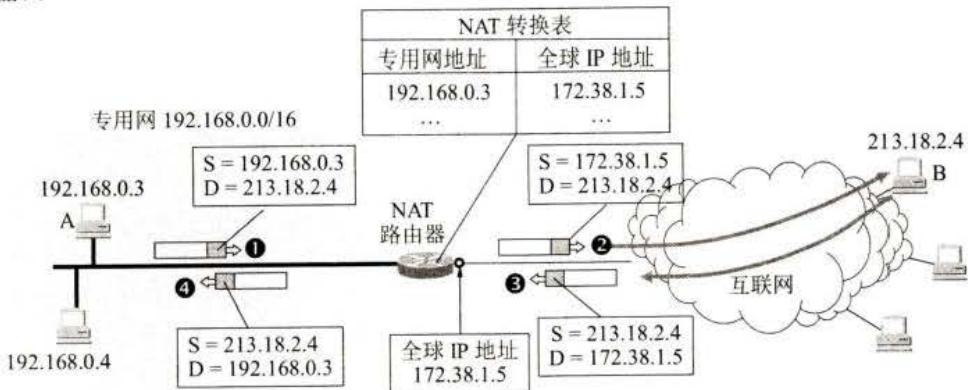 NAT 转换表
专用网地址
全球 IP 地址
192.168.0.3
172.38.1.5
…
…
专用网 192.168.0.0/16
213.18.2.4
S = 192.168.0.3
D = 213.18.2.4
S = 172.38.1.5
D = 213.18.2.4
192.168.0.3
A
B
NAT
路由器
❶
❷
❹
❸
互联网
192.168.0.4
S = 213.18.2.4
D = 192.168.0.3
全球 IP 地址
172.38.1.5
S = 213.18.2.4
D = 172.38.1.5